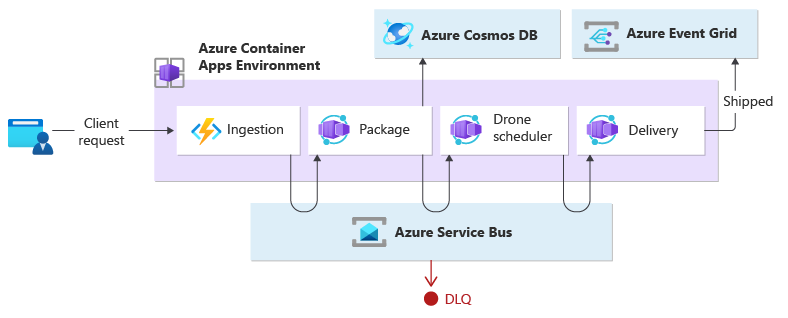 Azure Cosmos DB
Azure Event Grid
Azure Container
Apps Environment
Client
request
Ingestion
Package
Drone
scheduler
Delivery
Shipped
Azure Service Bus
DLQ